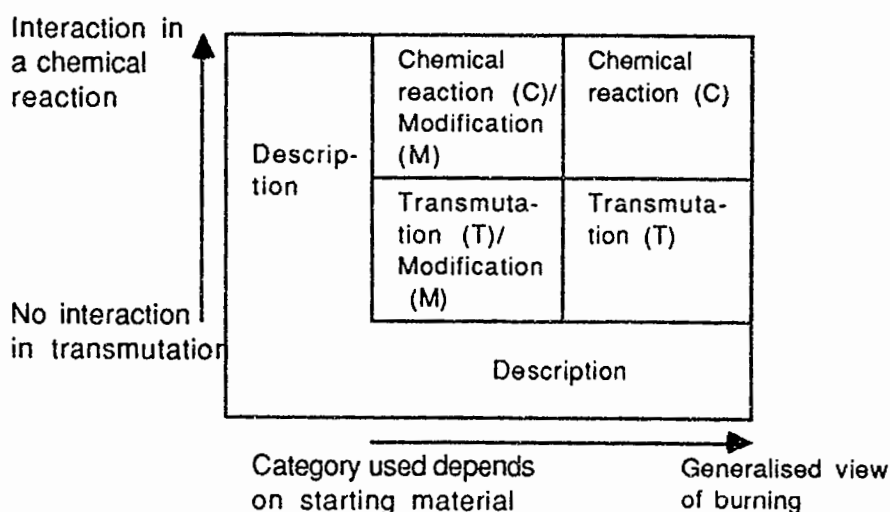 Interaction in
a chemical
reaction
No interaction
in transmutation
Descrip-
tion
Chemical
reaction (C)/
Modification
(M)
Chemical
reaction (C)
Transmuta-
tion (T)/
Modification
(M)
Transmuta-
tion (T)
Description
Category used depends
on starting material
Generalised view
of burning